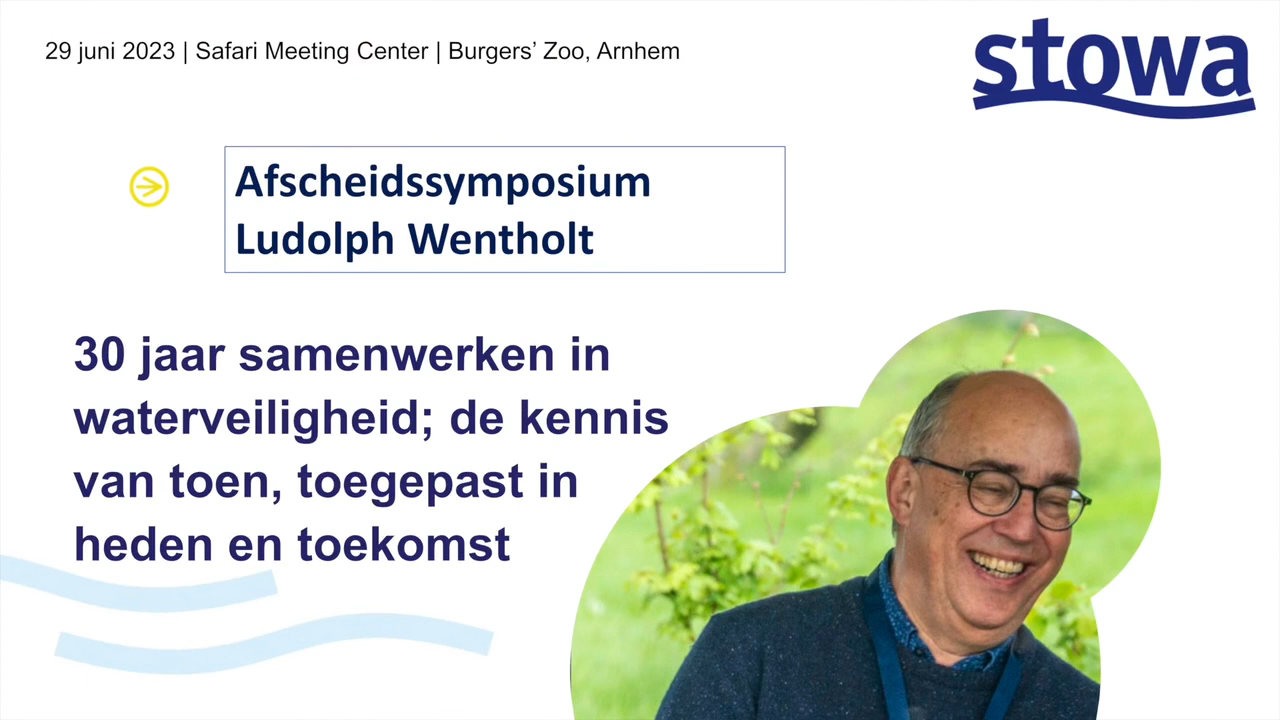 29 juni 2023 | Safari Meeting Center | Burgers’ Zoo, Arnhem
stowa
Afscheidssymposium
Ludolph Wentholt
30 jaar samenwerken in
waterveiligheid; de kennis
van toen, toegepast in
heden en toekomst